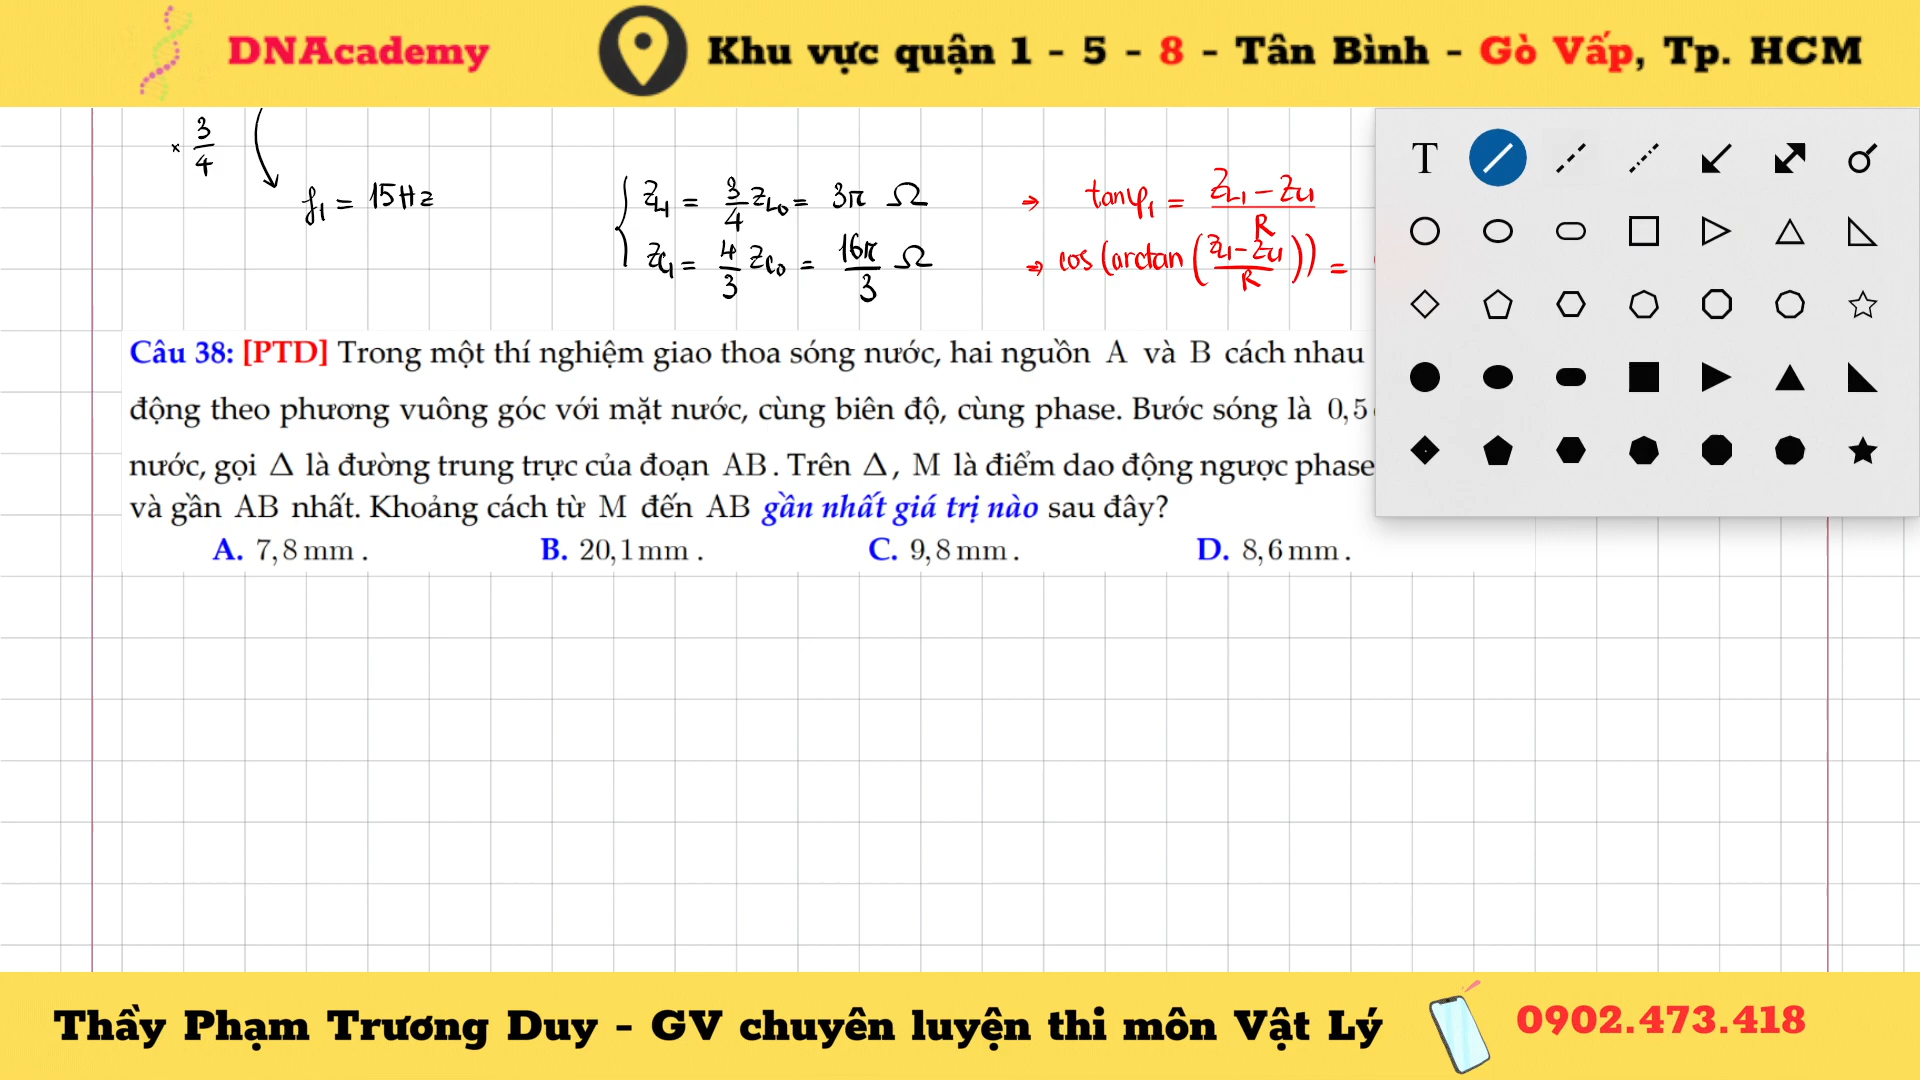 DNAcademy
Khu vực quận 1 - 5 - 8 - Tân Bình - Gò Vấp, Tp. HCM
× 3/4
f₁ = 15Hz
Z_L1 = 3/4 Z_L0 = 3π Ω
→ tanφ₁ = (Z_L1 − Z_C1)/R
Z_C1 = 4/3 Z_C0 = 16π/3 Ω
⇒ cos (arctan ((Z_L1 − Z_C1)/R)) =
T
Câu 38: [PTD] Trong một thí nghiệm giao thoa sóng nước, hai nguồn A và B cách nhau
động theo phương vuông góc với mặt nước, cùng biên độ, cùng phase. Bước sóng là 0,5
nước, gọi Δ là đường trung trực của đoạn AB. Trên Δ, M là điểm dao động ngược phase
và gần AB nhất. Khoảng cách từ M đến AB gần nhất giá trị nào sau đây?
A. 7,8 mm. B. 20,1 mm. C. 9,8 mm. D. 8,6 mm.
Thầy Phạm Trương Duy - GV chuyên luyện thi môn Vật Lý
0902.473.418